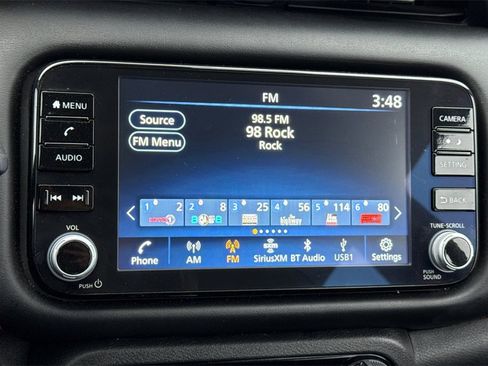 FM
3:48
MENU
Source
98.5 FM
CAMERA
98 Rock
FM Menu
Rock
AUDIO
SETTING
BACK
1 2
2 8
3 25
4 56
5 114
6 80
highway
VOL
TUNE·SCROLL
Phone
AM
FM
SiriusXM
BT Audio
USB1
Settings
PUSH
PUSH SOUND